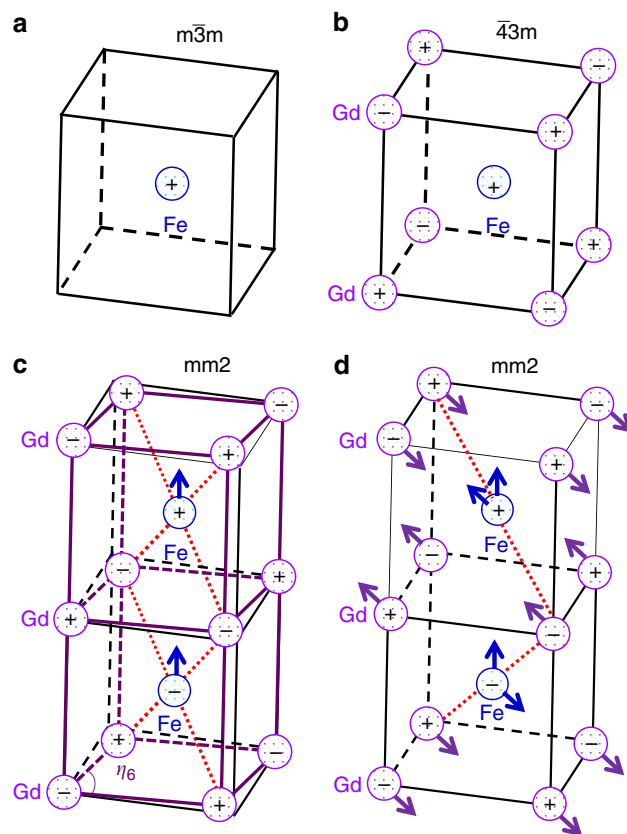 a m3̅m
+
Fe
b 4̅3m
+
−
Gd −
+
−
Fe
+
+
Gd +
−
c mm2
+
−
Gd −
+
+
Fe
−
+
Gd +
−
−
Fe
+
−
η6
Gd −
+
d mm2
+
−
Gd −
+
+
Fe
−
+
Gd +
−
−
Fe
+
−
Gd −
+